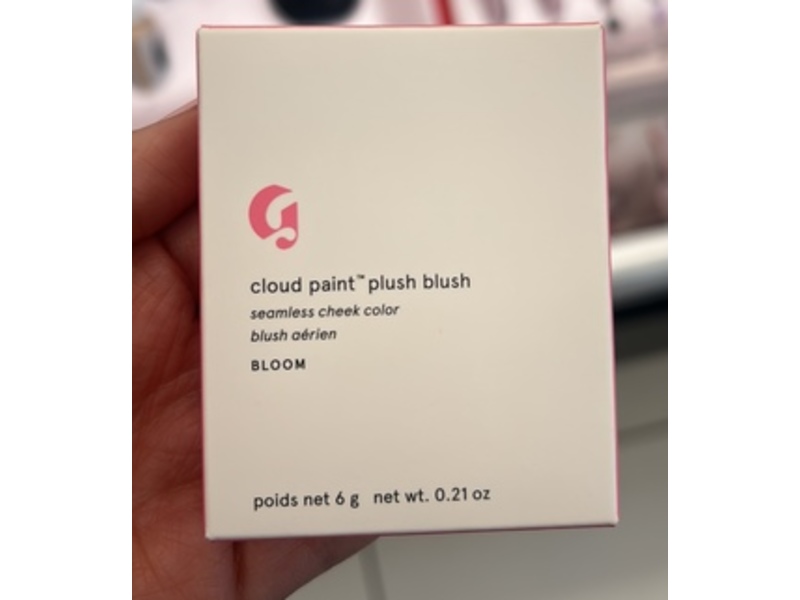 cloud paint™ plush blush
seamless cheek color
blush aérien
BLOOM
poids net 6 g net wt. 0.21 oz